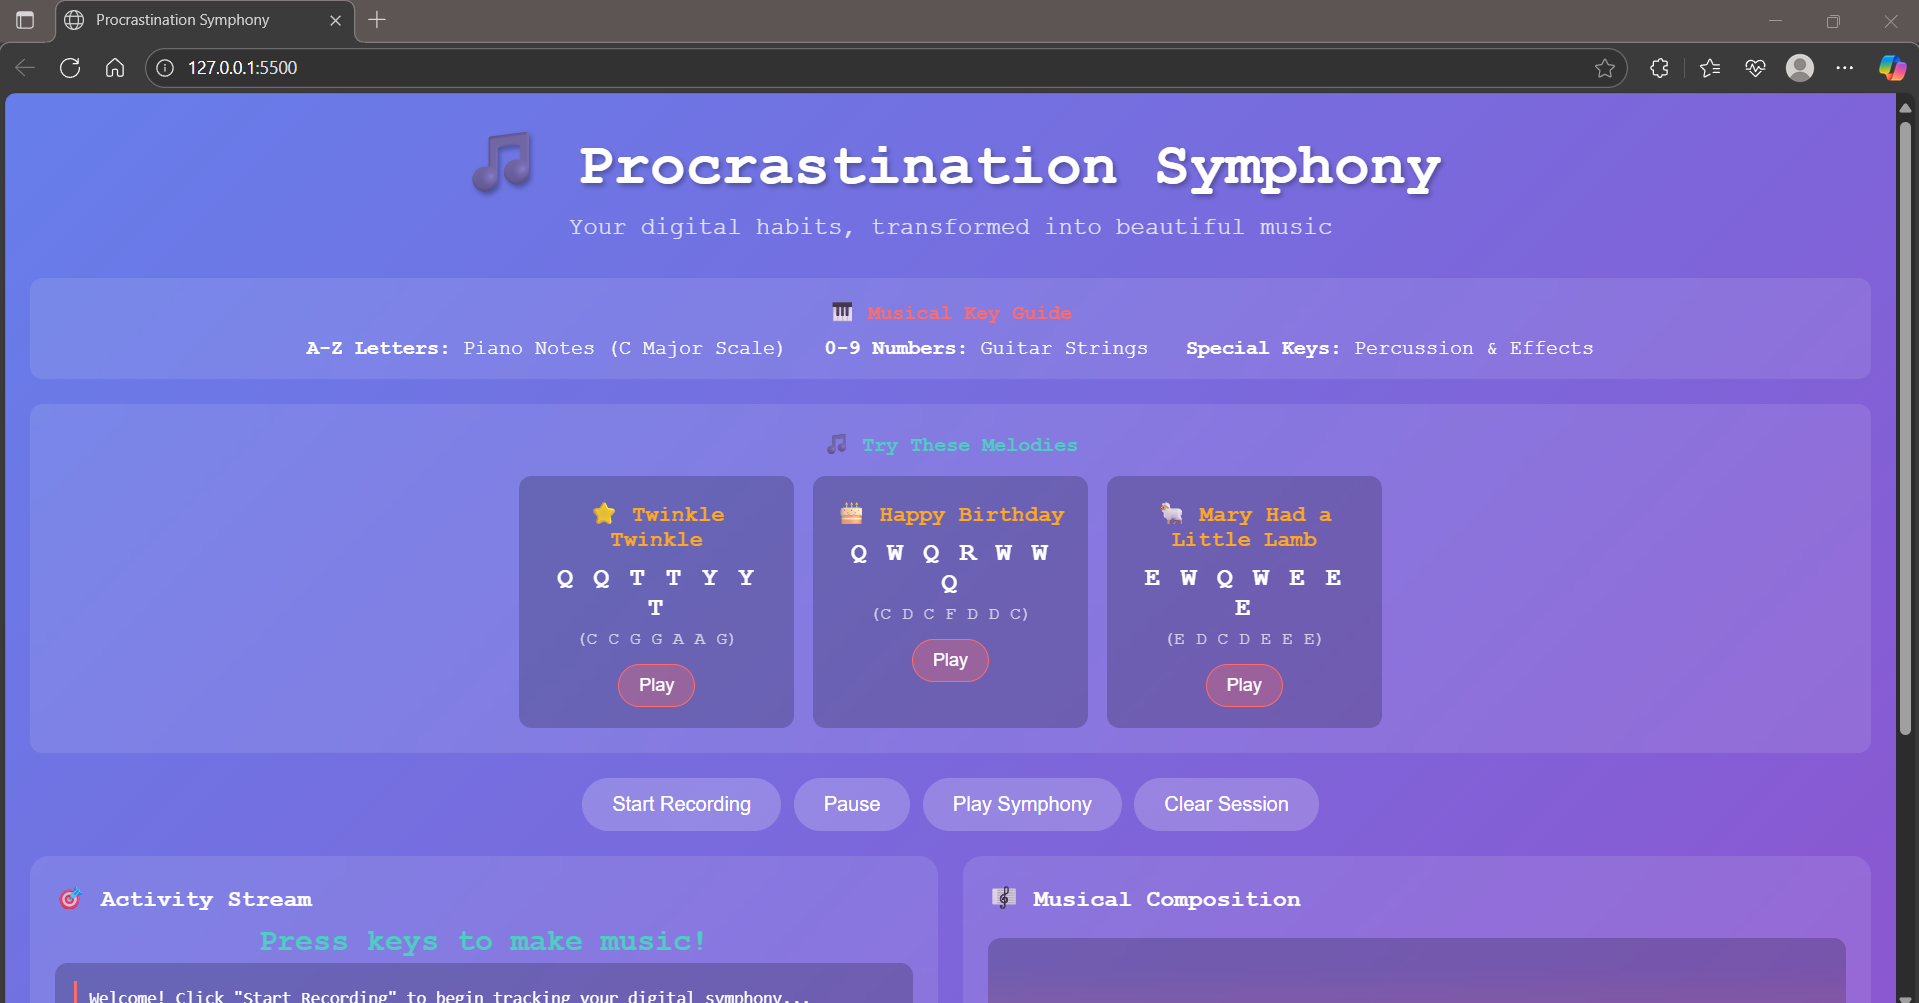 Procrastination Symphony
127.0.0.1:5500
Procrastination Symphony
Your digital habits, transformed into beautiful music
Musical Key Guide
A-Z Letters: Piano Notes (C Major Scale) 0-9 Numbers: Guitar Strings Special Keys: Percussion & Effects
Try These Melodies
Twinkle
Twinkle
Q Q T T Y Y
T
(C C G G A A G)
Play
Happy Birthday
Q W Q R W W
Q
(C D C F D D C)
Play
Mary Had a
Little Lamb
E W Q W E E
E
(E D C D E E E)
Play
Start Recording
Pause
Play Symphony
Clear Session
Activity Stream
Press keys to make music!
Welcome! Click "Start Recording" to begin tracking your digital symphony...
Musical Composition